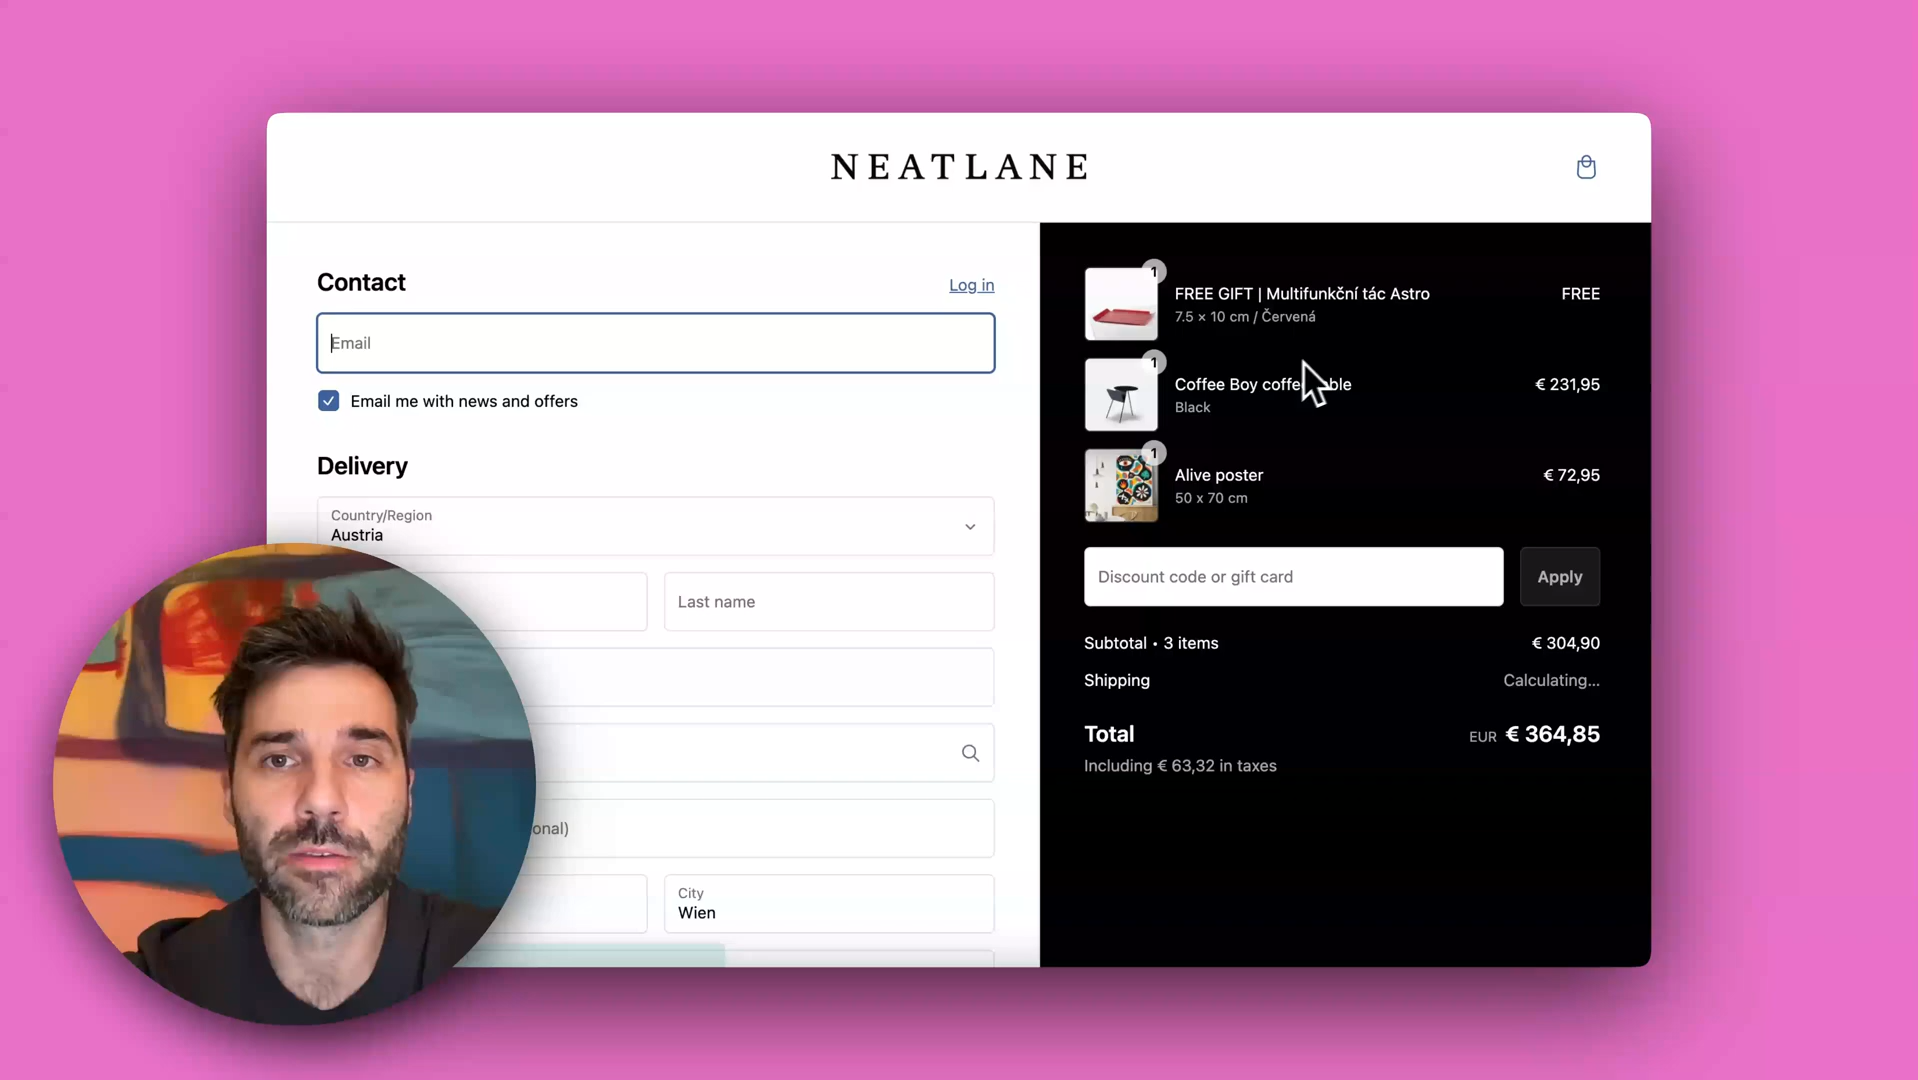 NEATLANE
Contact
Log in
Email
Email me with news and offers
Delivery
Country/Region
Austria
Last name
onal)
City
Wien
1
FREE GIFT | Multifunkční tác Astro
FREE
7.5 × 10 cm / Červená
1
Coffee Boy coffe ble
€ 231,95
Black
1
Alive poster
€ 72,95
50 x 70 cm
Discount code or gift card
Apply
Subtotal • 3 items
€ 304,90
Shipping
Calculating...
Total
EUR € 364,85
Including € 63,32 in taxes